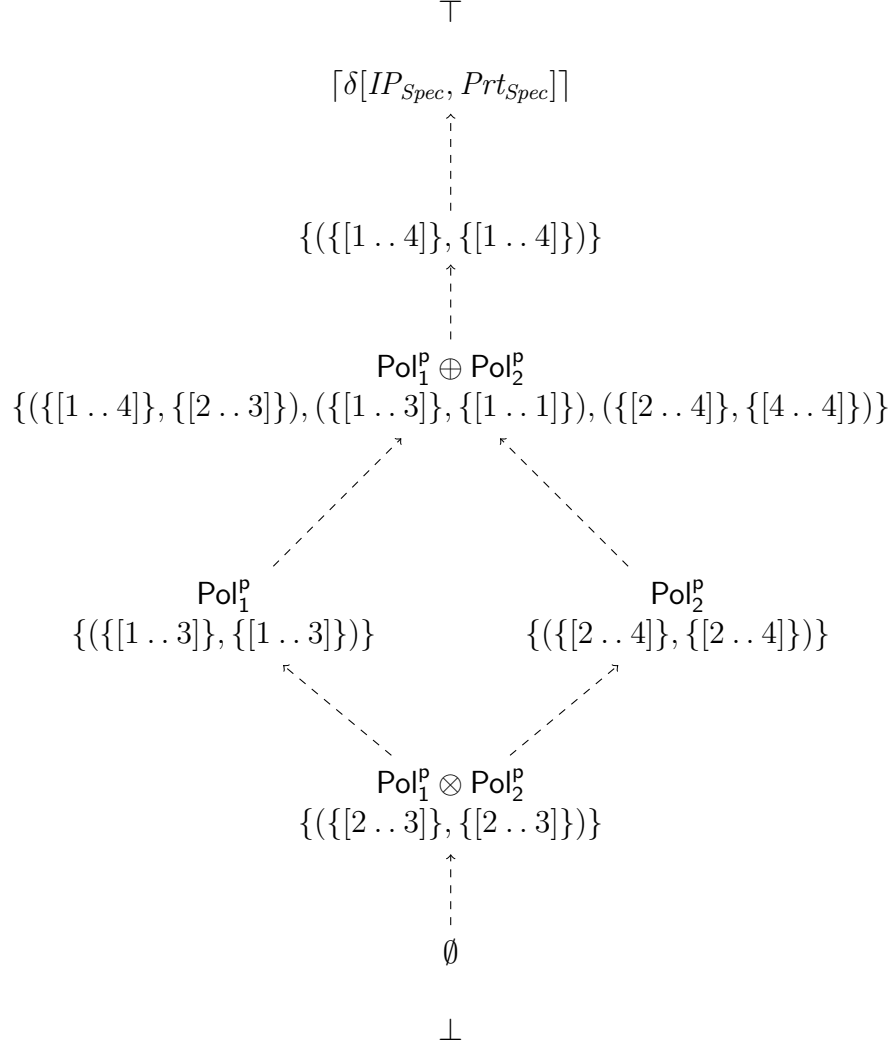 ⊤
⌈δ[IP_Spec, Prt_Spec]⌉
{({[1 . . 4]}, {[1 . . 4]})}
Pol₁ᵖ ⊕ Pol₂ᵖ
{({[1 . . 4]}, {[2 . . 3]}), ({[1 . . 3]}, {[1 . . 1]}), ({[2 . . 4]}, {[4 . . 4]})}
Pol₁ᵖ Pol₂ᵖ
{({[1 . . 3]}, {[1 . . 3]})} {({[2 . . 4]}, {[2 . . 4]})}
Pol₁ᵖ ⊗ Pol₂ᵖ
{({[2 . . 3]}, {[2 . . 3]})}
∅
⊥